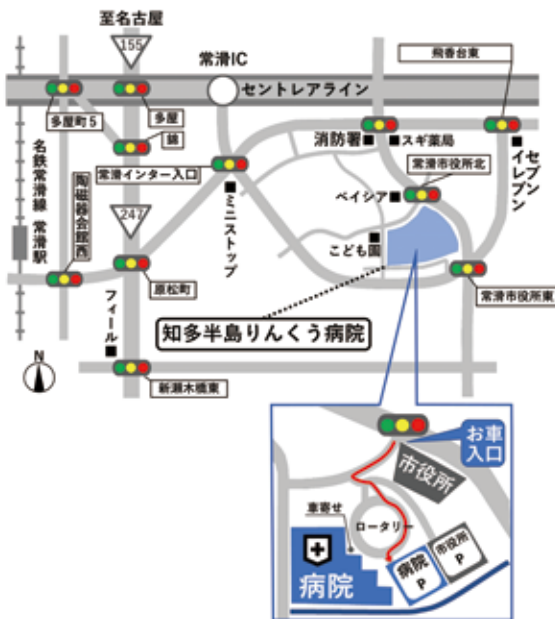 至名古屋
155
常滑IC
飛香台東
セントレアライン
多屋町5
多屋
錦
消防署
スギ薬局
セブン
イレブン
名鉄常滑線 常滑駅
陶磁器会館西
常滑インター入口
常滑市役所北
ミニストップ
ベイシア
247
こども園
原松町
常滑市役所東
フィール
知多半島りんくう病院
N
新瀬木橋東
お車
入口
市役所
車寄せ
ロータリー
病院
病院
P
市役所
P